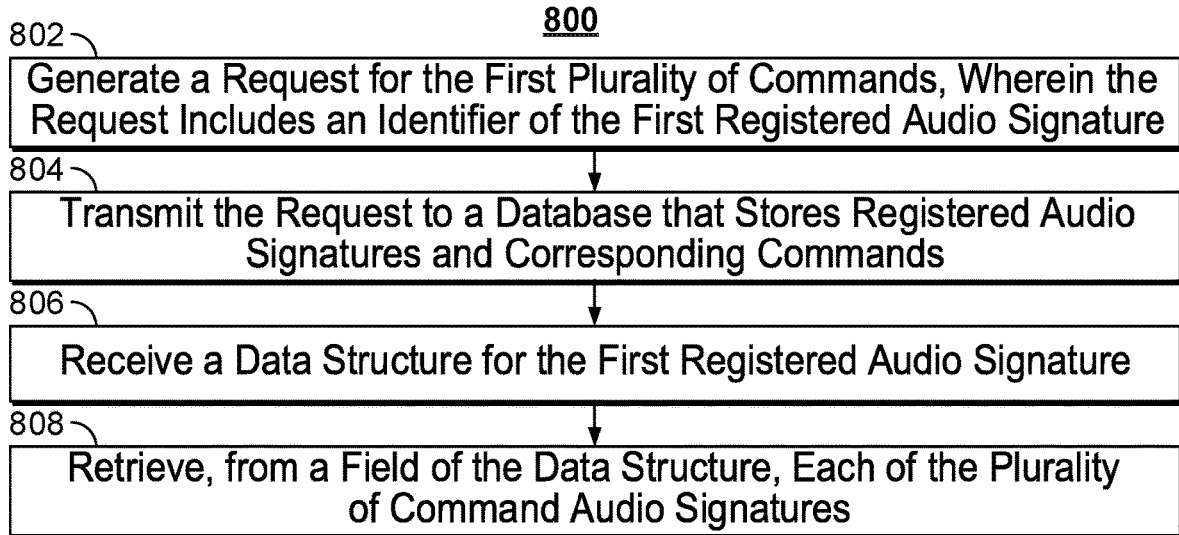 800
802
Generate a Request for the First Plurality of Commands, Wherein the
Request Includes an Identifier of the First Registered Audio Signature
804
Transmit the Request to a Database that Stores Registered Audio
Signatures and Corresponding Commands
806
Receive a Data Structure for the First Registered Audio Signature
808
Retrieve, from a Field of the Data Structure, Each of the Plurality
of Command Audio Signatures